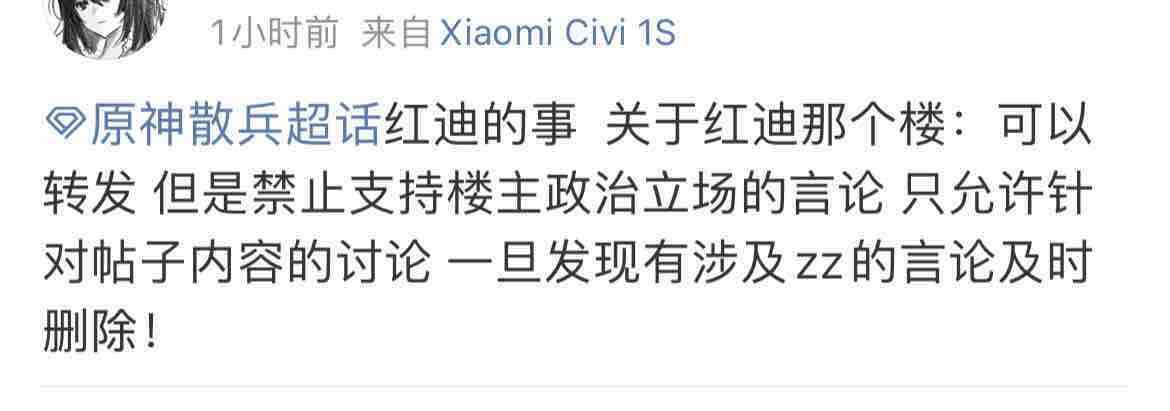 1小时前 来自 Xiaomi Civi 1S
原神散兵超话红迪的事 关于红迪那个楼：可以
转发 但是禁止支持楼主政治立场的言论 只允许针
对帖子内容的讨论 一旦发现有涉及zz的言论及时
删除！